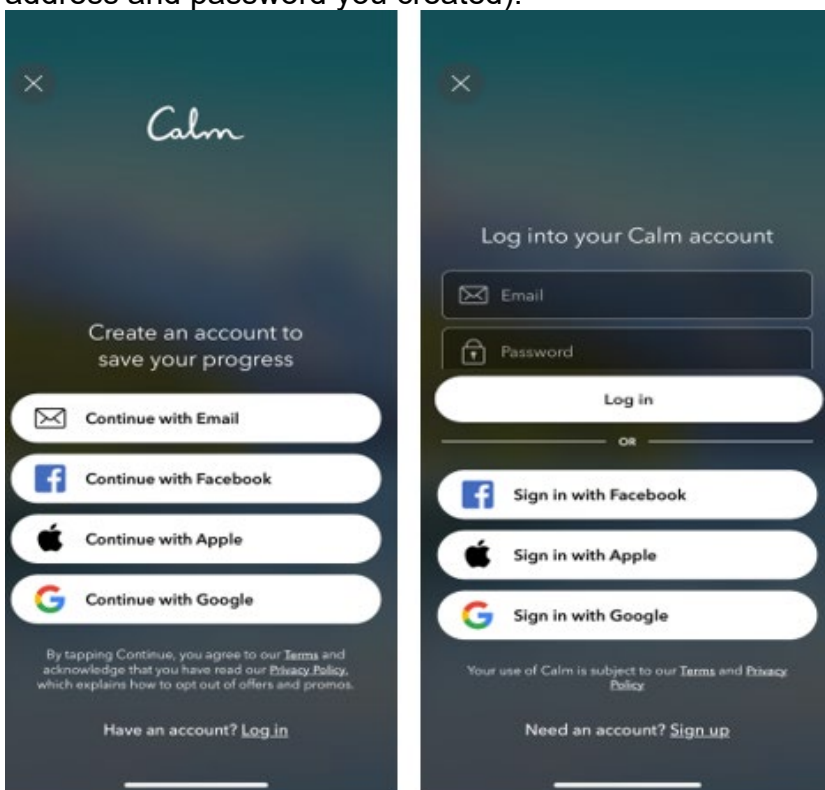 address and password you created).
Calm
Create an account to
save your progress
Continue with Email
Continue with Facebook
Continue with Apple
Continue with Google
By tapping Continue, you agree to our Terms and
acknowledge that you have read our Privacy Policy,
which explains how to opt out of offers and promos.
Have an account? Log in
Log into your Calm account
Email
Password
Log in
OR
Sign in with Facebook
Sign in with Apple
Sign in with Google
Your use of Calm is subject to our Terms and Privacy
Policy
Need an account? Sign up